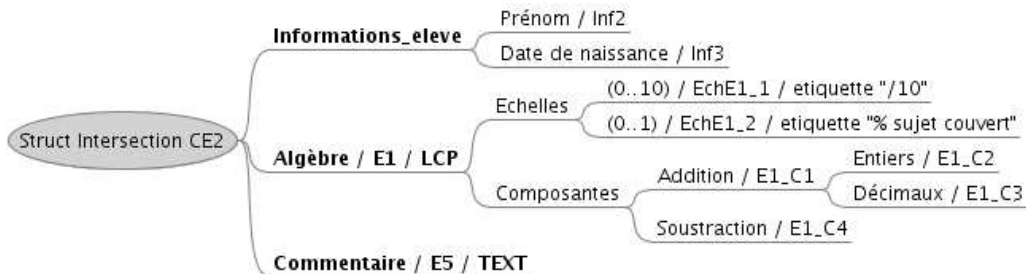 Struct Intersection CE2
Informations_eleve
Prénom / Inf2
Date de naissance / Inf3
Algèbre / E1 / LCP
Echelles
(0..10) / EchE1_1 / etiquette "/10"
(0..1) / EchE1_2 / etiquette "% sujet couvert"
Composantes
Addition / E1_C1
Entiers / E1_C2
Décimaux / E1_C3
Soustraction / E1_C4
Commentaire / E5 / TEXT